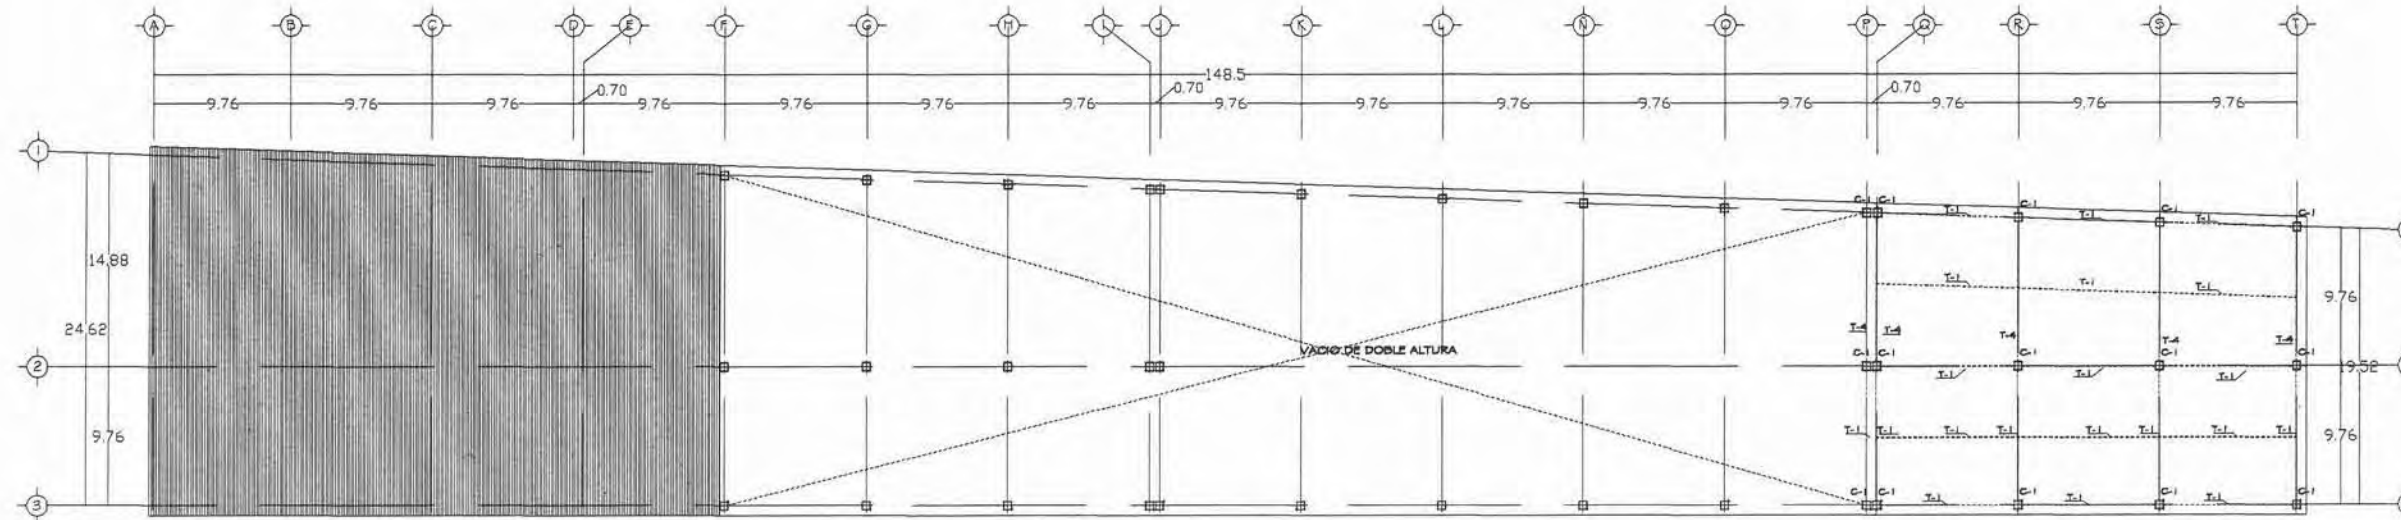 A B C D E F G M I J K L Ñ O P Q R S T
148.5
0.70 0.70 0.70
9.76 9.76 9.76 9.76 9.76 9.76 9.76 9.76 9.76 9.76 9.76 9.76 9.76 9.76 9.76
1
C-1 C-1 C-1 C-1 C-1
T-1 T-1 T-1
14.88
T-1 T-1 T-1
9.76
24.62
T-4 T-4 T-4 T-4 T-4
VACIO DE DOBLE ALTURA
C-1 C-1 C-1 C-1 C-1
2
19.52
T-1 T-1 T-1
9.76
T-1 T-1 T-1 T-1 T-1 T-1 T-1 T-1
9.76
C-1 C-1 C-1 C-1 C-1
3
T-1 T-1 T-1